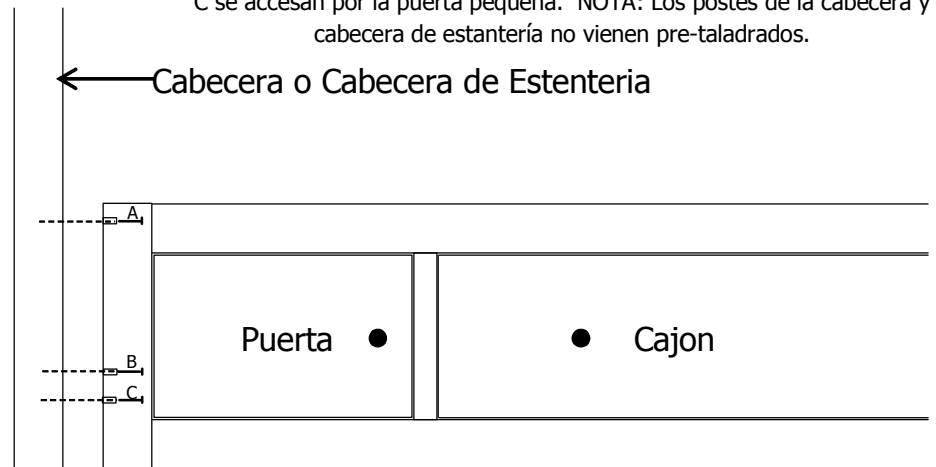 C se accesan por la puerta pequeña. NOTA: Los postes de la cabecera y
cabecera de estantería no vienen pre-taladrados.
Cabecera o Cabecera de Estenteria
A
Puerta
Cajon
B
C